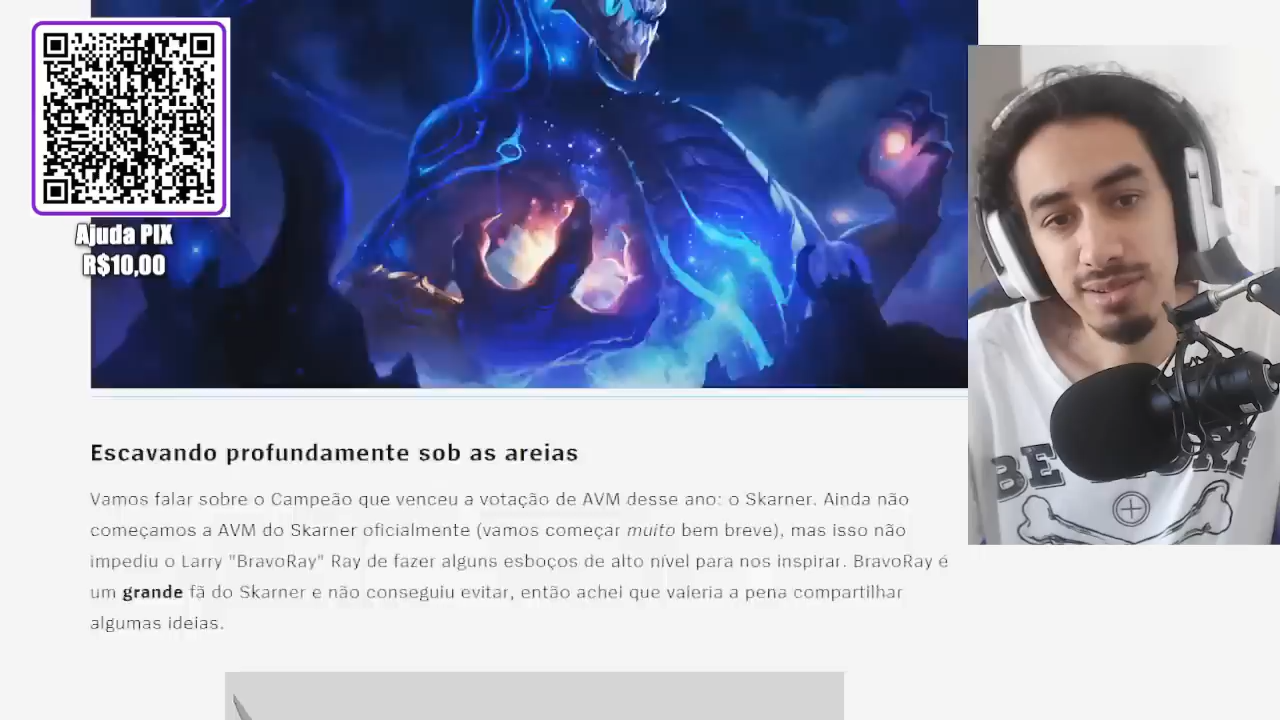 Ajuda PIX
R$10,00
Escavando profundamente sob as areias
Vamos falar sobre o Campeão que venceu a votação de AVM desse ano: o Skarner. Ainda não
começamos a AVM do Skarner oficialmente (vamos começar muito bem breve), mas isso não
impediu o Larry "BravoRay" Ray de fazer alguns esboços de alto nível para nos inspirar. BravoRay é
um grande fã do Skarner e não conseguiu evitar, então achei que valeria a pena compartilhar
algumas ideias.